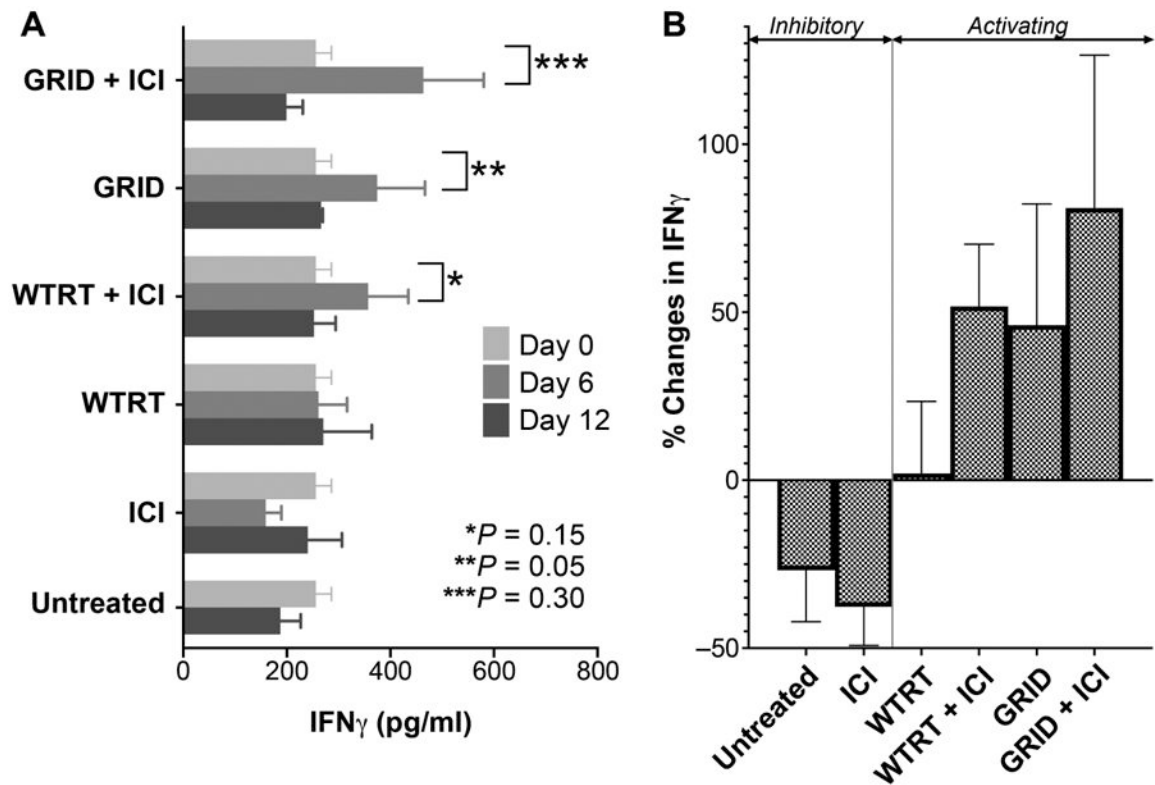 A
GRID + ICI
***
GRID
**
WTRT + ICI
*
WTRT
ICI
Untreated
Day 0
Day 6
Day 12
*P = 0.15
**P = 0.05
***P = 0.30
0 200 400 600 800
IFNγ (pg/ml)
B
Inhibitory Activating
% Changes in IFNγ
100
50
0
–50
Untreated
ICI
WTRT
WTRT + ICI
GRID
GRID + ICI